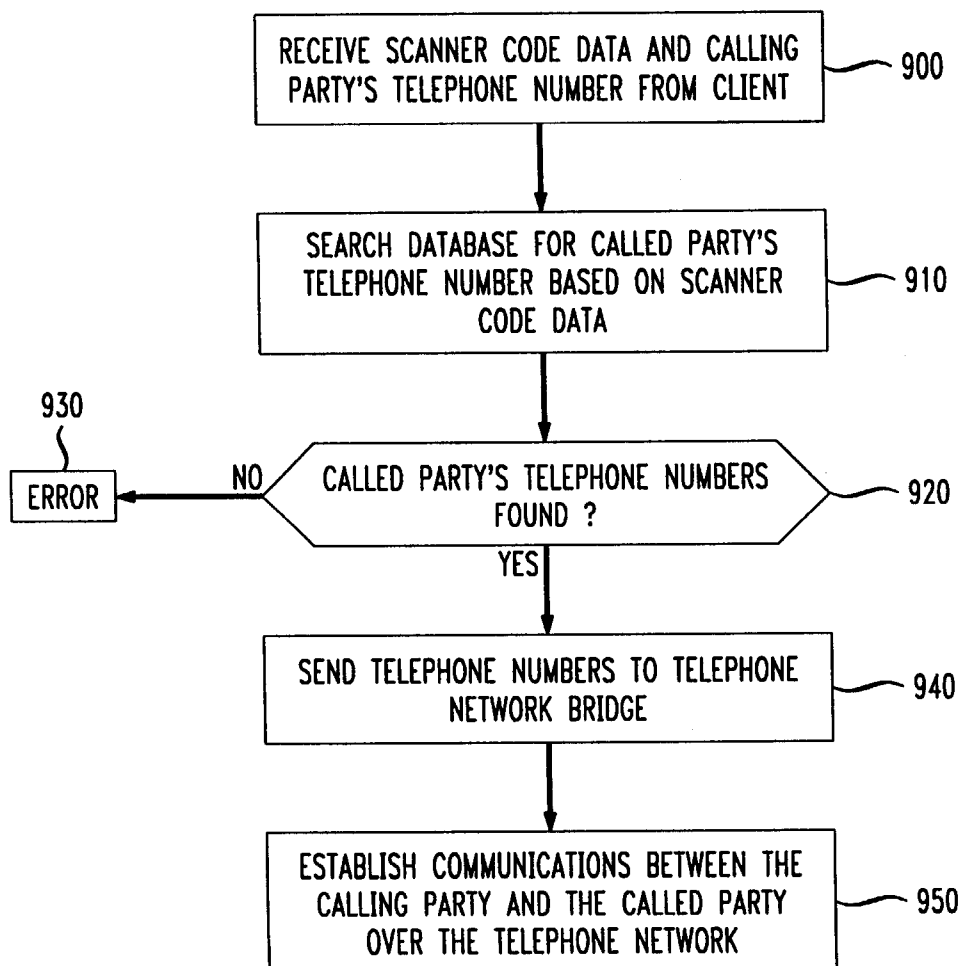 RECEIVE SCANNER CODE DATA AND CALLING
PARTY'S TELEPHONE NUMBER FROM CLIENT
900
SEARCH DATABASE FOR CALLED PARTY'S
TELEPHONE NUMBER BASED ON SCANNER
CODE DATA
910
930
ERROR
NO
CALLED PARTY'S TELEPHONE NUMBERS
FOUND ?
920
YES
SEND TELEPHONE NUMBERS TO TELEPHONE
NETWORK BRIDGE
940
ESTABLISH COMMUNICATIONS BETWEEN THE
CALLING PARTY AND THE CALLED PARTY
OVER THE TELEPHONE NETWORK
950